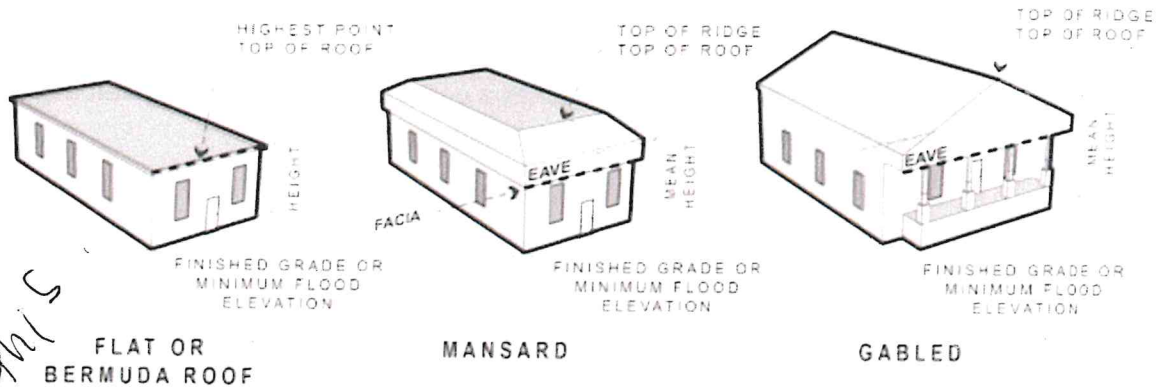 HIGHEST POINT
TOP OF ROOF
HEIGHT
FINISHED GRADE OR
MINIMUM FLOOD
ELEVATION
FLAT OR
BERMUDA ROOF
TOP OF RIDGE
TOP OF ROOF
EAVE
FACIA
MEAN
HEIGHT
FINISHED GRADE OR
MINIMUM FLOOD
ELEVATION
MANSARD
TOP OF RIDGE
TOP OF ROOF
EAVE
MEAN
HEIGHT
FINISHED GRADE OR
MINIMUM FLOOD
ELEVATION
GABLED
this